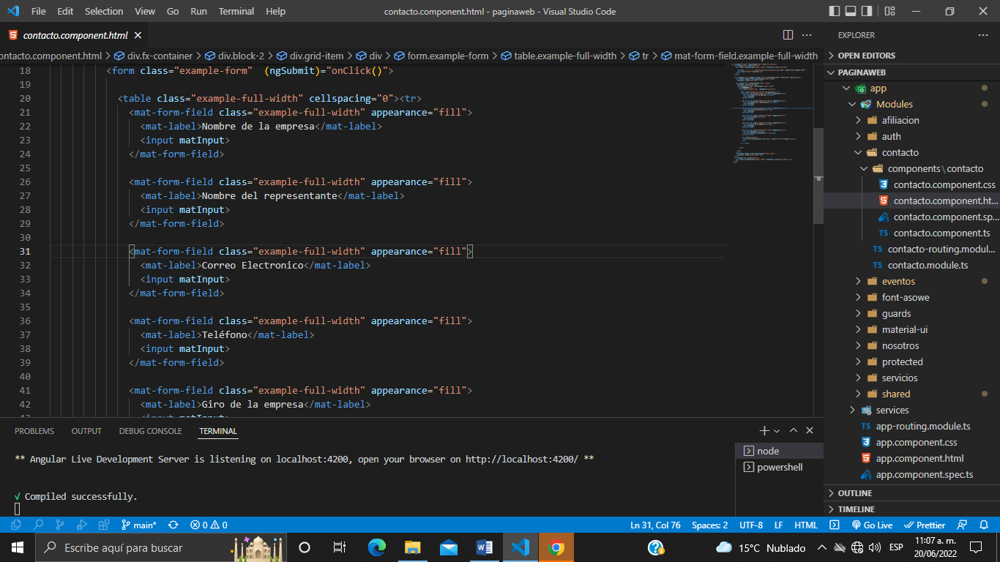 File Edit Selection View Go Run Terminal Help contacto.component.html - paginaweb - Visual Studio Code
contacto.component.html
ontacto.component.html > div.fx-container > div.block-2 > div.grid-item > div > form.example-form > table.example-full-width > tr > mat-form-field.example-full-width
18 <form class="example-form"  (ngSubmit)="onClick()">
19
20 <table class="example-full-width" cellspacing="0"><tr>
21 <mat-form-field class="example-full-width" appearance="fill">
22 <mat-label>Nombre de la empresa</mat-label>
23 <input matInput>
24 </mat-form-field>
25
26 <mat-form-field class="example-full-width" appearance="fill">
27 <mat-label>Nombre del representante</mat-label>
28 <input matInput>
29 </mat-form-field>
30
31 <mat-form-field class="example-full-width" appearance="fill">
32 <mat-label>Correo Electronico</mat-label>
33 <input matInput>
34 </mat-form-field>
35
36 <mat-form-field class="example-full-width" appearance="fill">
37 <mat-label>Teléfono</mat-label>
38 <input matInput>
39 </mat-form-field>
40
41 <mat-form-field class="example-full-width" appearance="fill">
42 <mat-label>Giro de la empresa</mat-label>
43 <input matInput>
PROBLEMS OUTPUT DEBUG CONSOLE TERMINAL
** Angular Live Development Server is listening on localhost:4200, open your browser on http://localhost:4200/ **
√ Compiled successfully.
node
powershell
EXPLORER
OPEN EDITORS
PAGINAWEB
app
Modules
afiliacion
auth
contacto
components\contacto
contacto.component.css
contacto.component.ht...
contacto.component.sp...
TS contacto.component.ts
TS contacto-routing.modul...
TS contacto.module.ts
eventos
font-asowe
guards
material-ui
nosotros
protected
servicios
shared
services
TS app-routing.module.ts
app.component.css
app.component.html
app.component.spec.ts
OUTLINE
TIMELINE
main* 0 0 Ln 31, Col 76 Spaces: 2 UTF-8 LF HTML Go Live Prettier
Escribe aquí para buscar 15°C Nublado ESP 11:07 a. m.
20/06/2022